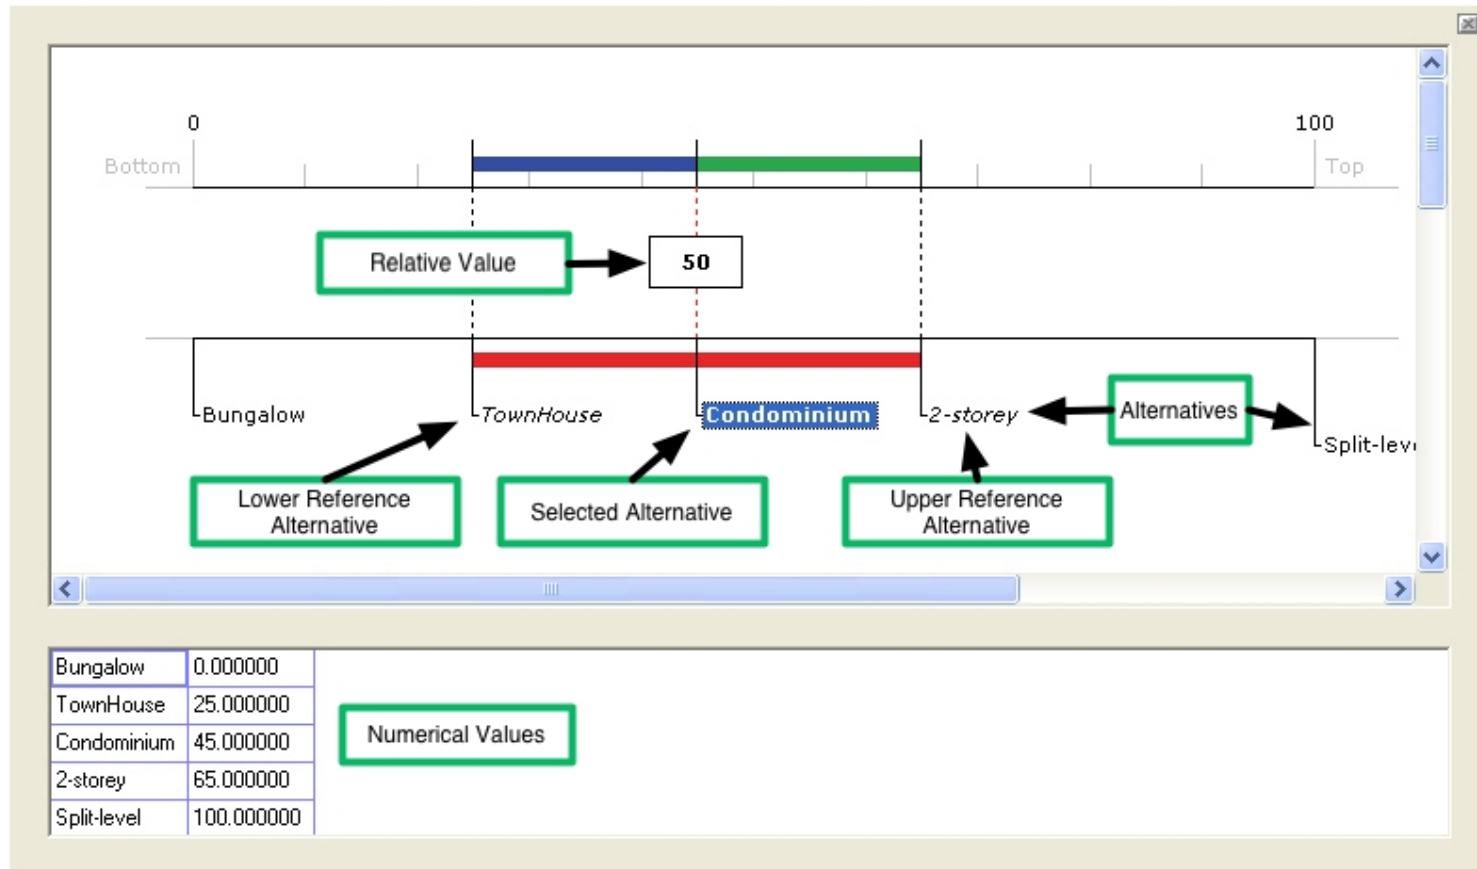 0
100
Bottom
Top
Relative Value
50
Bungalow
TownHouse
Condominium
2-storey
Alternatives
Split-lev
Lower Reference
Alternative
Selected Alternative
Upper Reference
Alternative
Bungalow 0.000000
TownHouse 25.000000
Condominium 45.000000
2-storey 65.000000
Split-level 100.000000
Numerical Values